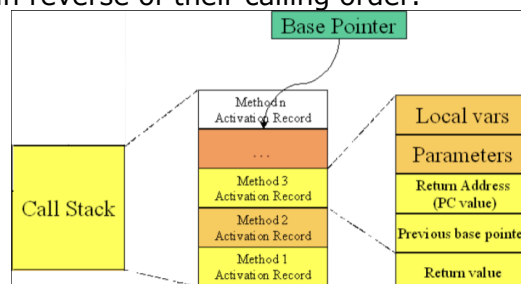 in reverse of their calling order.
Base Pointer
Method n
Activation Record
...
Method 3
Activation Record
Method 2
Activation Record
Method 1
Activation Record
Call Stack
Local vars
Parameters
Return Address
(PC value)
Previous base pointe
Return value